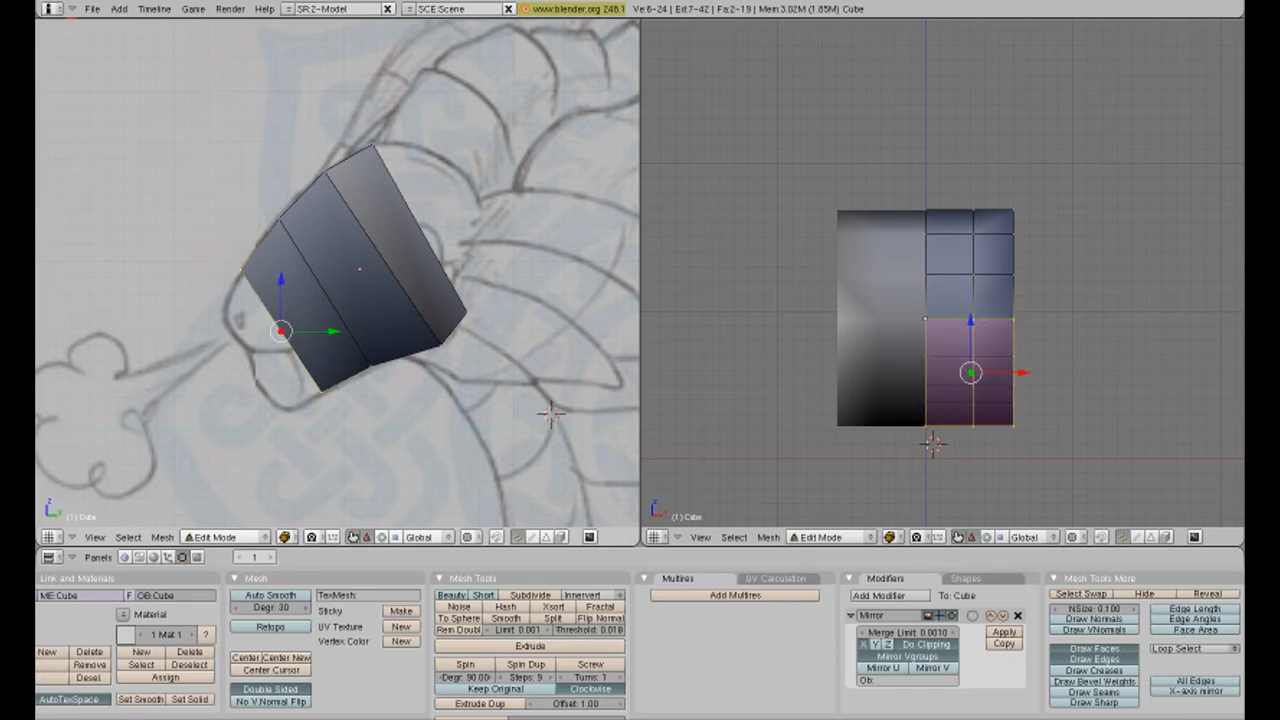 File Add Timeline Game Render Help SR:2-Model SCE:Scene www.blender.org 246.1 Ve:6-24 | Ed:7-42 | Fa:2-19 | Mem:3.02M (1.85M) Cube
(1) Cube
(1) Cube
View Select Mesh Edit Mode Global
View Select Mesh Edit Mode Global
Panels 1
Link and Materials
ME:Cube F OB:Cube
Material
1 Mat 1 ?
New Delete New Delete
Remove Select Deselect
Desel. Assign
AutoTexSpace Set Smooth Set Solid
Mesh
Auto Smooth TexMesh:
Degr: 30 Sticky Make
Retopo UV Texture New
Vertex Color New
Center Center New
Center Cursor
Double Sided
No V.Normal Flip
Mesh Tools
Beauty Short Subdivide Innervert
Noise Hash Xsort Fractal
To Sphere Smooth Split Flip Normal
Rem Doubl Limit: 0.001 Threshold: 0.010
Extrude
Spin Spin Dup Screw
Degr: 90.00 Steps: 9 Turns: 1
Keep Original Clockwise
Extrude Dup Offset: 1.00
Multires UV Calculation
Add Multires
Modifiers Shapes
Add Modifier To: Cube
Mirror
Merge Limit: 0.0010 Apply
X Y Z Do Clipping Copy
Mirror Vgroups
Mirror U Mirror V
Ob:
Mesh Tools More
Select Swap Hide Reveal
NSize: 0.100 Edge Length
Draw Normals Edge Angles
Draw VNormals Face Area
Draw Faces Loop Select
Draw Edges
Draw Creases
Draw Bevel Weights All Edges
Draw Seams X-axis mirror
Draw Sharp